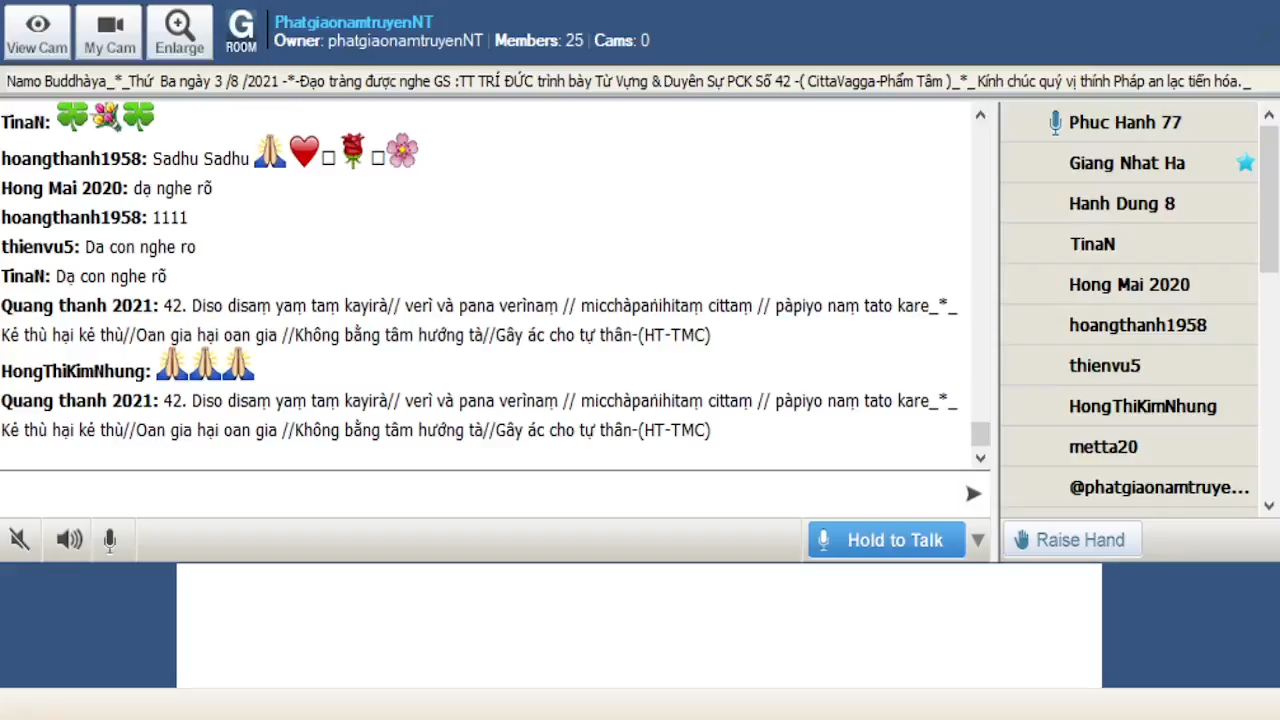 View Cam
My Cam
Enlarge
G
ROOM
PhatgiaonamtruyenNT
Owner: phatgiaonamtruyenNT | Members: 25 | Cams: 0
Namo Buddhàya_*_Thứ Ba ngày 3 /8 /2021 -*-Đạo tràng được nghe GS :TT TRÍ ĐỨC trình bày Từ Vựng & Duyên Sự PCK Số 42 -( CittaVagga-Phẩm Tâm )_*_Kính chúc quý vị thính Pháp an lạc tiến hóa._
TinaN:
hoangthanh1958: Sadhu Sadhu
Hong Mai 2020: dạ nghe rõ
hoangthanh1958: 1111
thienvu5: Da con nghe ro
TinaN: Dạ con nghe rõ
Quang thanh 2021: 42. Diso disaṃ yaṃ taṃ kayirà// verì và pana verìnaṃ // micchàpaṅihitaṃ cittaṃ // pàpiyo naṃ tato kare_*_
Kẻ thù hại kẻ thù//Oan gia hại oan gia //Không bằng tâm hướng tà//Gây ác cho tự thân-(HT-TMC)
HongThiKimNhung:
Quang thanh 2021: 42. Diso disaṃ yaṃ taṃ kayirà// verì và pana verìnaṃ // micchàpaṅihitaṃ cittaṃ // pàpiyo naṃ tato kare_*_
Kẻ thù hại kẻ thù//Oan gia hại oan gia //Không bằng tâm hướng tà//Gây ác cho tự thân-(HT-TMC)
Hold to Talk
Phuc Hanh 77
Giang Nhat Ha
Hanh Dung 8
TinaN
Hong Mai 2020
hoangthanh1958
thienvu5
HongThiKimNhung
metta20
@phatgiaonamtruye...
Raise Hand